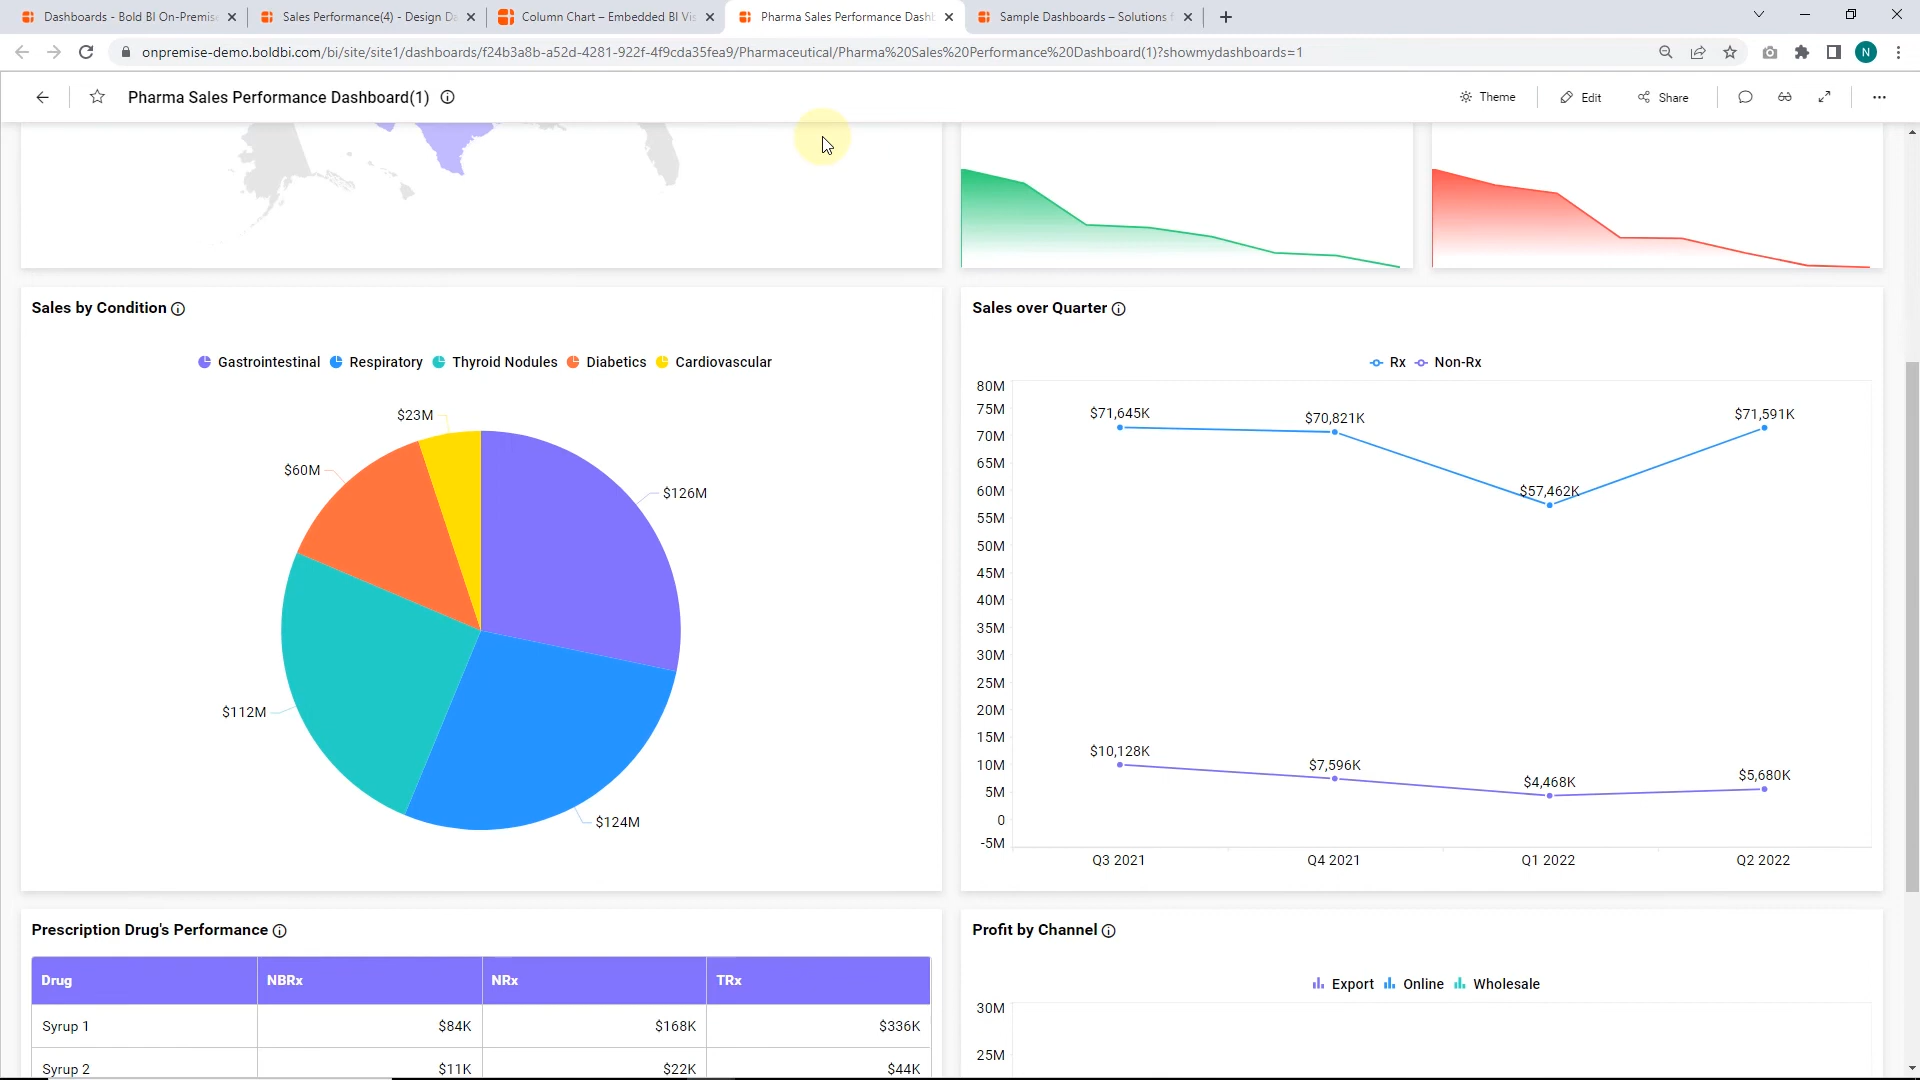 Dashboards - Bold BI On-Premis
Sales Performance(4) - Design Da
Column Chart – Embedded BI Vis
Pharma Sales Performance Dashb
Sample Dashboards – Solutions f
onpremise-demo.boldbi.com/bi/site/site1/dashboards/f24b3a8b-a52d-4281-922f-4f9cda35fea9/Pharmaceutical/Pharma%20Sales%20Performance%20Dashboard(1)?showmydashboards=1
N
Pharma Sales Performance Dashboard(1)
Theme
Edit
Share
Sales by Condition
Gastrointestinal Respiratory Thyroid Nodules Diabetics Cardiovascular
$23M
$60M
$126M
$112M
$124M
Sales over Quarter
Rx Non-Rx
80M
75M
70M
65M
60M
55M
50M
45M
40M
35M
30M
25M
20M
15M
10M
5M
0
-5M
$71,645K
$70,821K
$57,462K
$71,591K
$10,128K
$7,596K
$4,468K
$5,680K
Q3 2021 Q4 2021 Q1 2022 Q2 2022
Prescription Drug's Performance
Drug NBRx NRx TRx
Syrup 1 $84K $168K $336K
Syrup 2 $11K $22K $44K
Profit by Channel
Export Online Wholesale
30M
25M